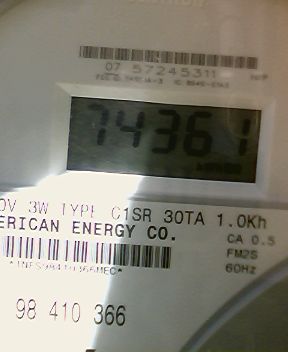 07 57245311
74361
0V 3W TYPE C1SR 30TA 1.0Kh
ERICAN ENERGY CO.
CA 0.5
FM2S
60Hz
98 410 366